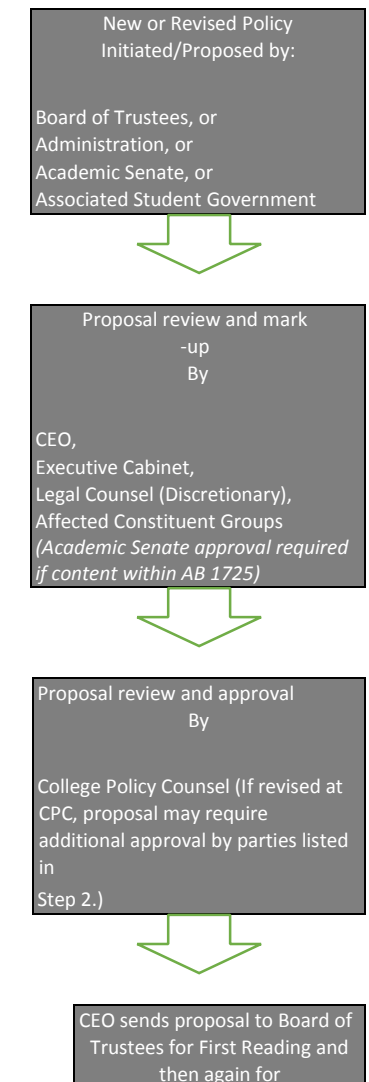 New or Revised Policy
Initiated/Proposed by:
Board of Trustees, or
Administration, or
Academic Senate, or
Associated Student Government
Proposal review and mark
-up
By
CEO,
Executive Cabinet,
Legal Counsel (Discretionary),
Affected Constituent Groups
(Academic Senate approval required
if content within AB 1725)
Proposal review and approval
By
College Policy Counsel (If revised at
CPC, proposal may require
additional approval by parties listed
in
Step 2.)
CEO sends proposal to Board of
Trustees for First Reading and
then again for